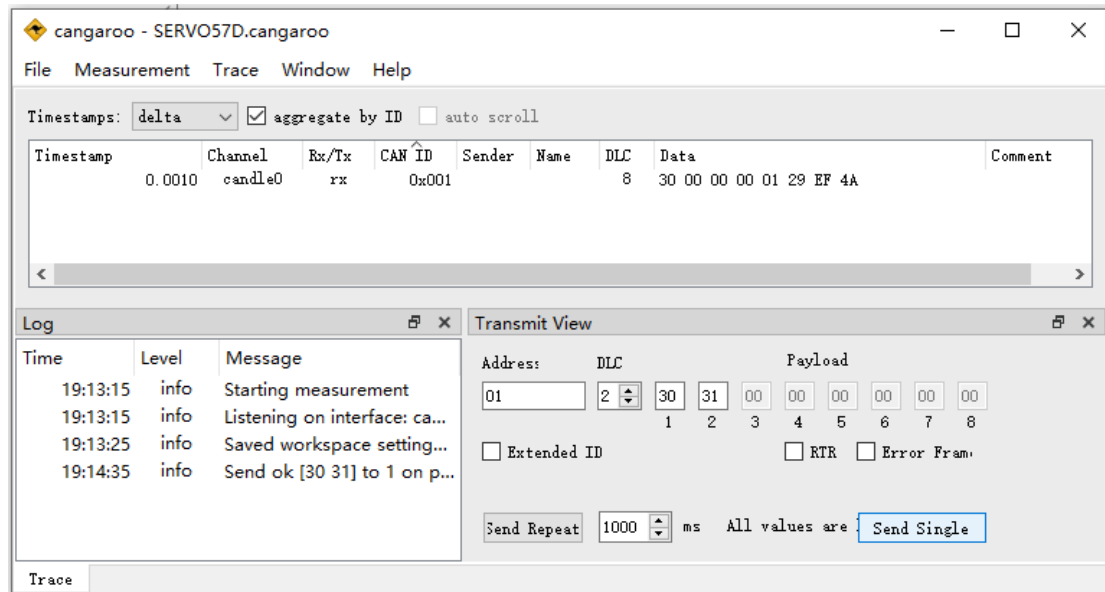 cangaroo - SERVO57D.cangaroo
File Measurement Trace Window Help
Timestamps: delta aggregate by ID auto scroll
Timestamp Channel Rx/Tx CAN ID Sender Name DLC Data Comment
0.0010 candle0 rx 0x001 8 30 00 00 00 01 29 EF 4A
Log
Time Level Message
19:13:15 info Starting measurement
19:13:15 info Listening on interface: ca...
19:13:25 info Saved workspace setting...
19:14:35 info Send ok [30 31] to 1 on p...
Transmit View
Address DLC Payload
01 2 30 31 00 00 00 00 00 00
1 2 3 4 5 6 7 8
Extended ID RTR Error Fram
Send Repeat 1000 ms All values are Send Single
Trace